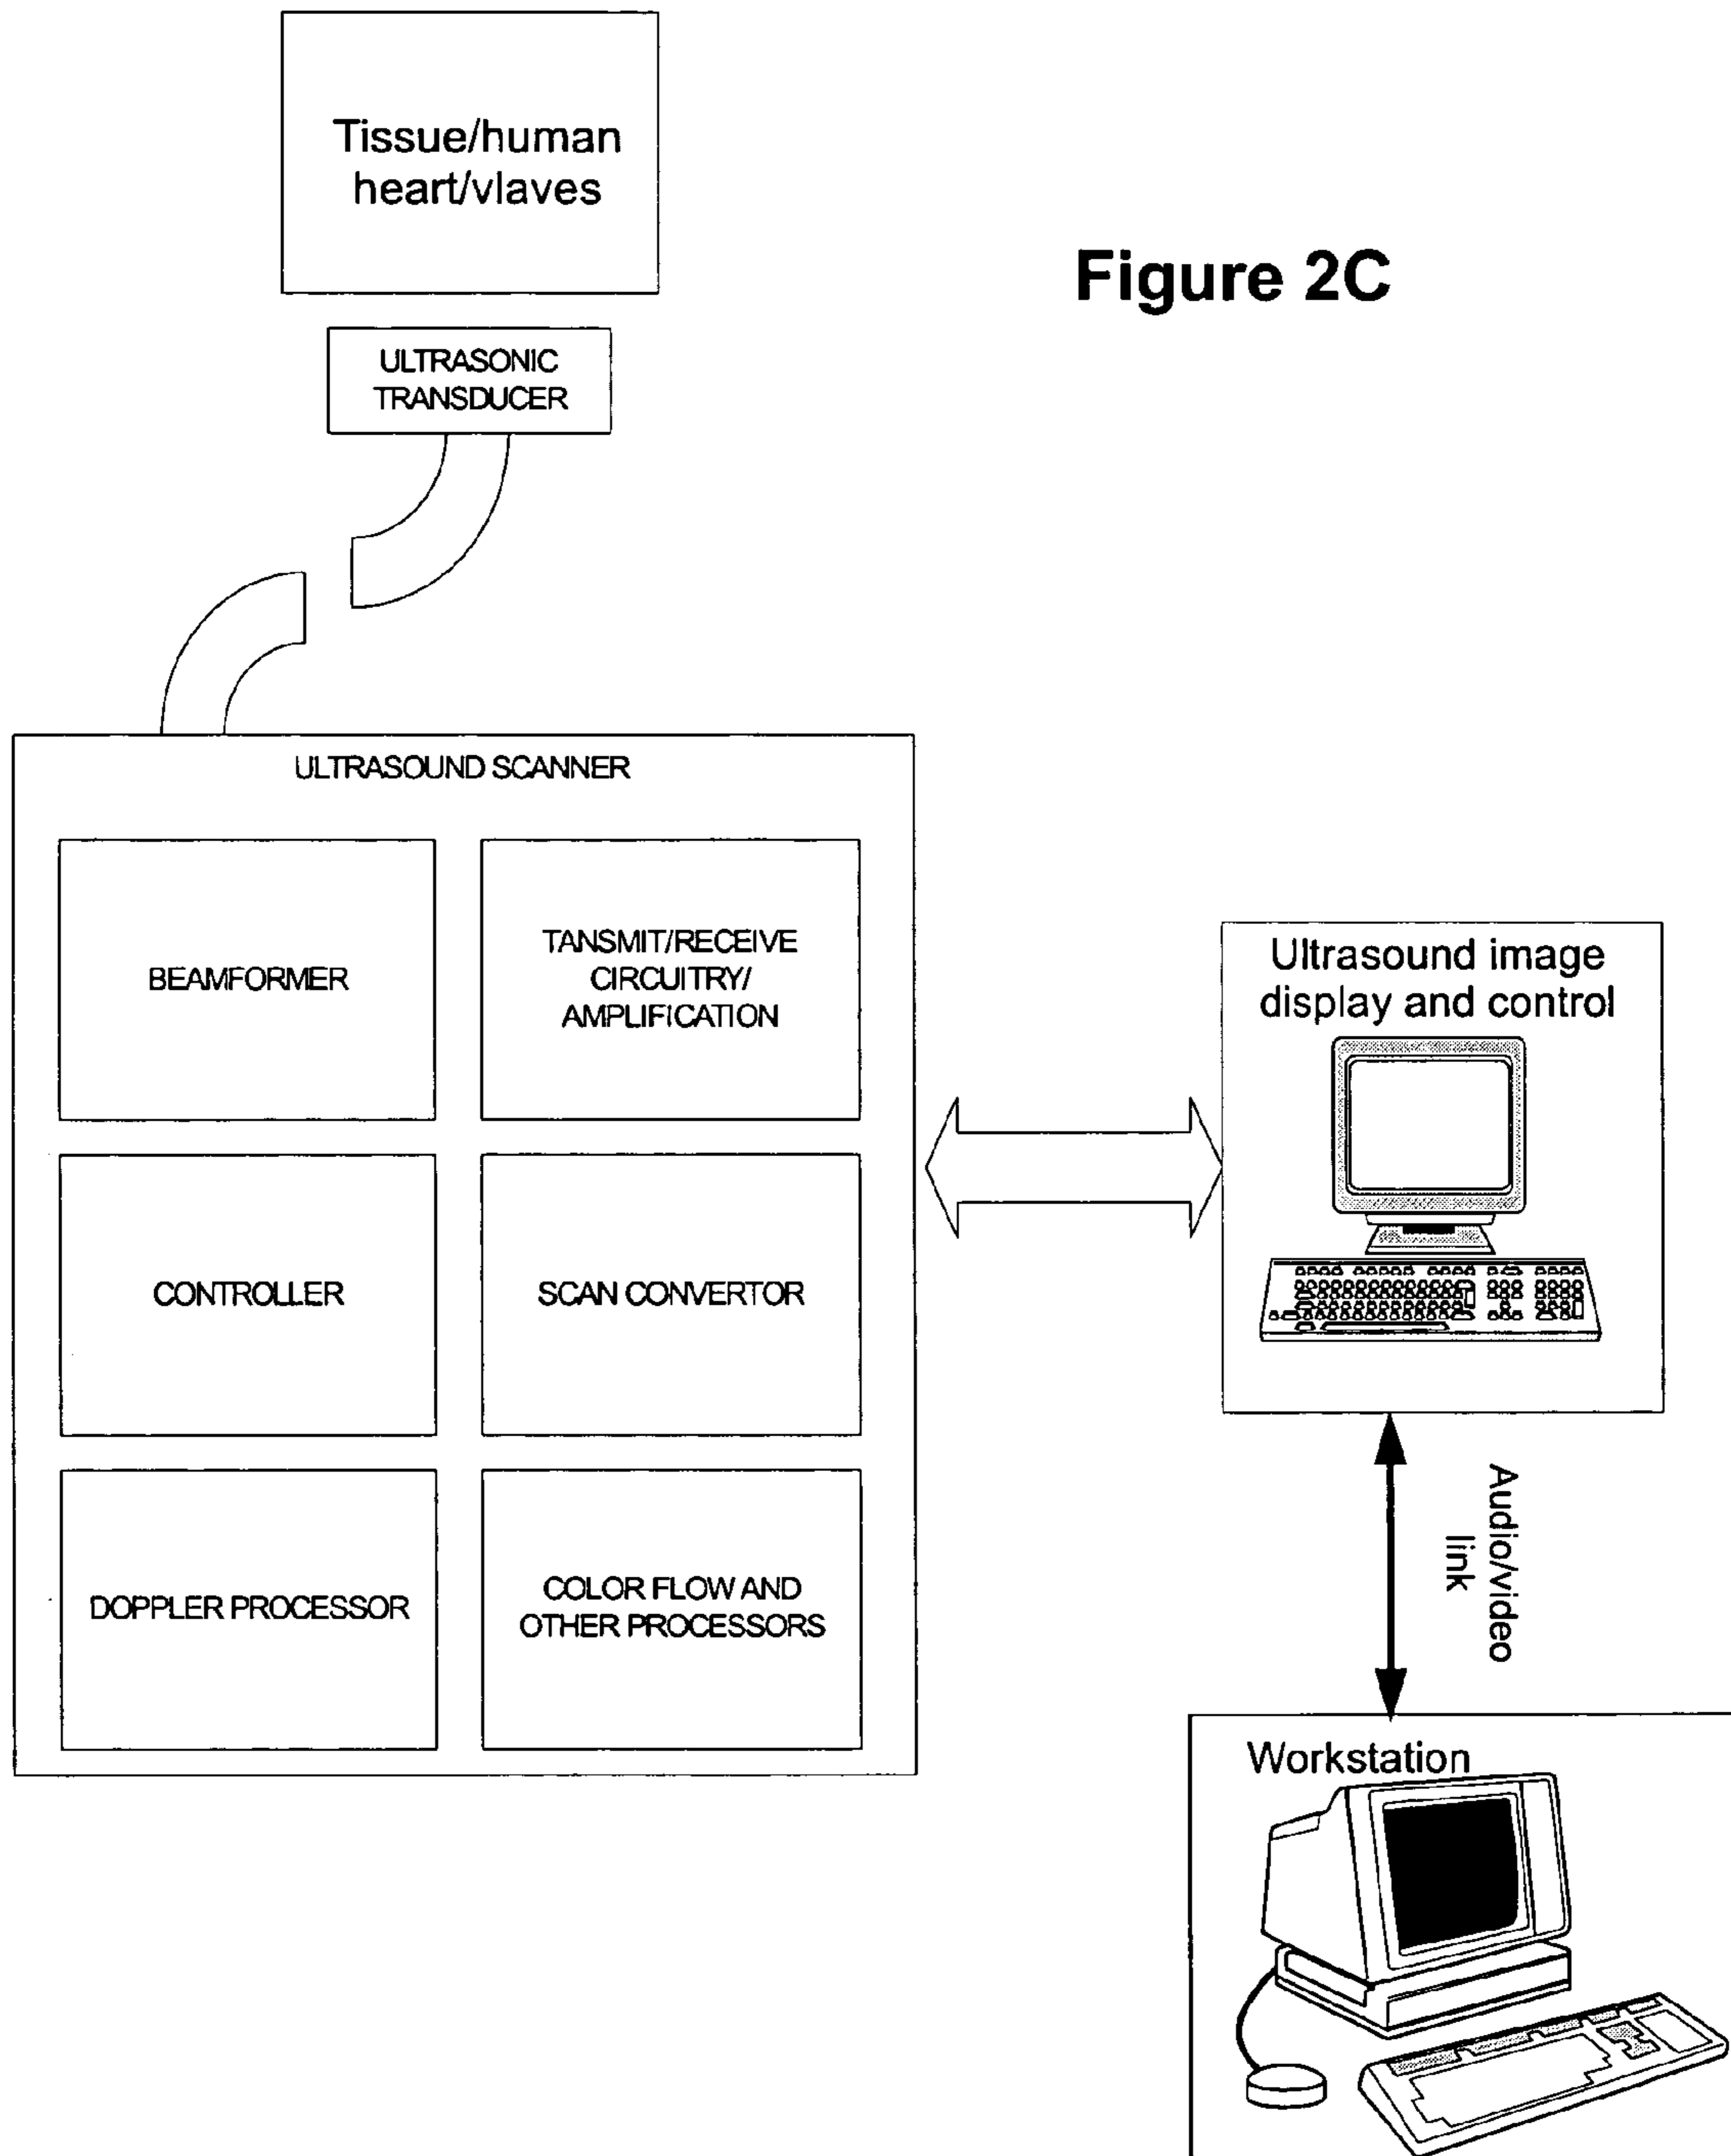 Tissue/human
heart/vlaves
Figure 2C
ULTRASONIC
TRANSDUCER
ULTRASOUND SCANNER
BEAMFORMER
TANSMIT/RECEIVE
CIRCUITRY/
AMPLIFICATION
CONTROLLER
SCAN CONVERTOR
DOPPLER PROCESSOR
COLOR FLOW AND
OTHER PROCESSORS
Ultrasound image
display and control
Audio/video
link
Workstation